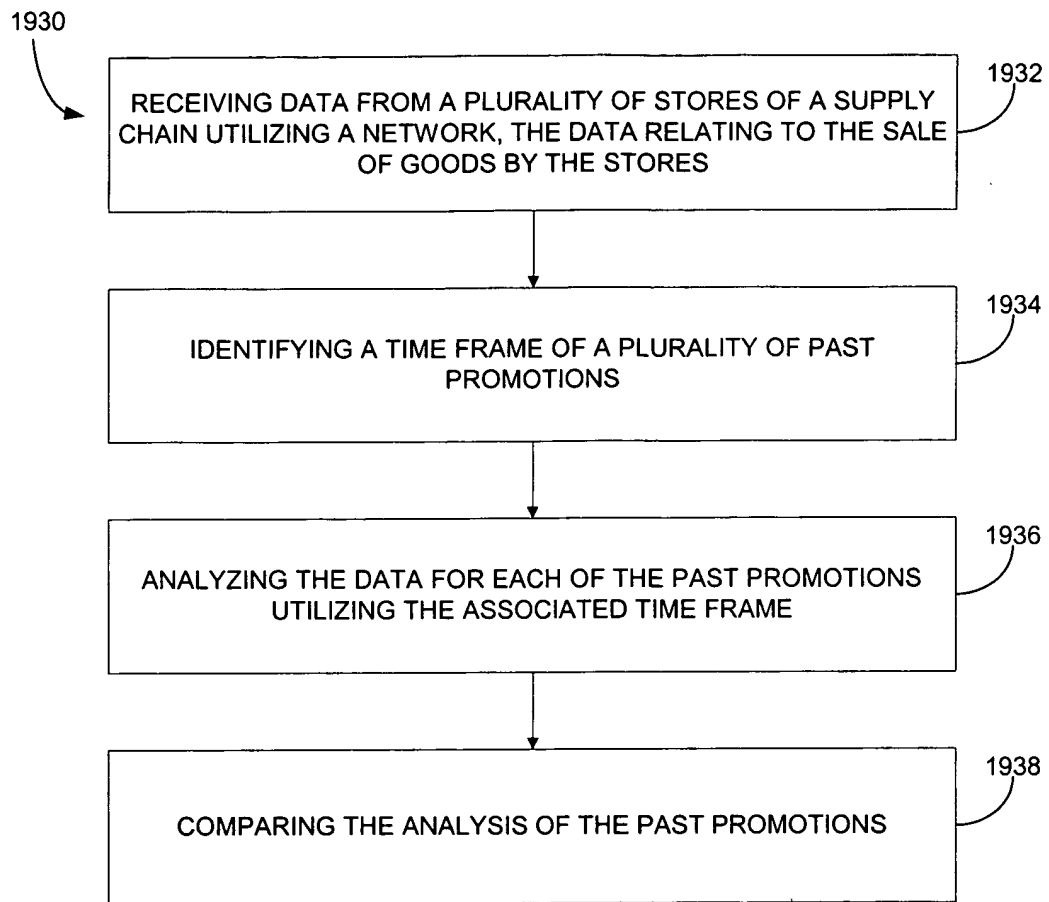 1930
1932
RECEIVING DATA FROM A PLURALITY OF STORES OF A SUPPLY
CHAIN UTILIZING A NETWORK, THE DATA RELATING TO THE SALE
OF GOODS BY THE STORES
1934
IDENTIFYING A TIME FRAME OF A PLURALITY OF PAST
PROMOTIONS
1936
ANALYZING THE DATA FOR EACH OF THE PAST PROMOTIONS
UTILIZING THE ASSOCIATED TIME FRAME
1938
COMPARING THE ANALYSIS OF THE PAST PROMOTIONS